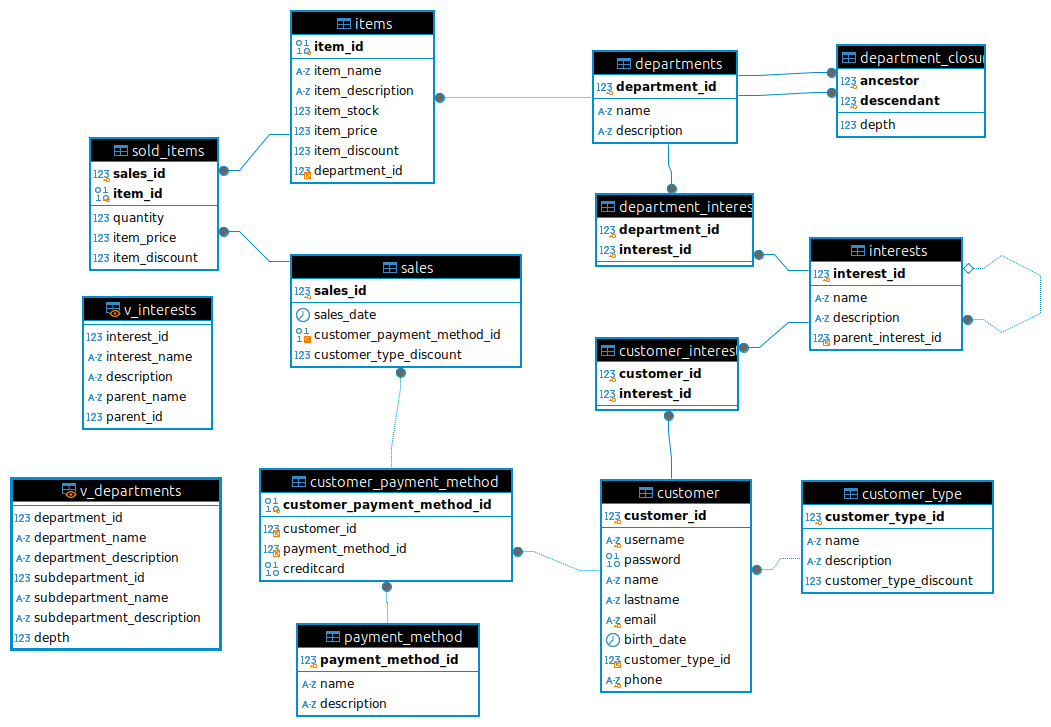 items
item_id
item_name
item_description
item_stock
item_price
item_discount
department_id
departments
department_id
name
description
department_closu
ancestor
descendant
depth
sold_items
sales_id
item_id
quantity
item_price
item_discount
department_interes
department_id
interest_id
interests
interest_id
name
description
parent_interest_id
sales
sales_id
sales_date
customer_payment_method_id
customer_type_discount
v_interests
interest_id
interest_name
description
parent_name
parent_id
customer_interes
customer_id
interest_id
v_departments
department_id
department_name
department_description
subdepartment_id
subdepartment_name
subdepartment_description
depth
customer_payment_method
customer_payment_method_id
customer_id
payment_method_id
creditcard
customer
customer_id
username
password
name
lastname
email
birth_date
customer_type_id
phone
customer_type
customer_type_id
name
description
customer_type_discount
payment_method
payment_method_id
name
description